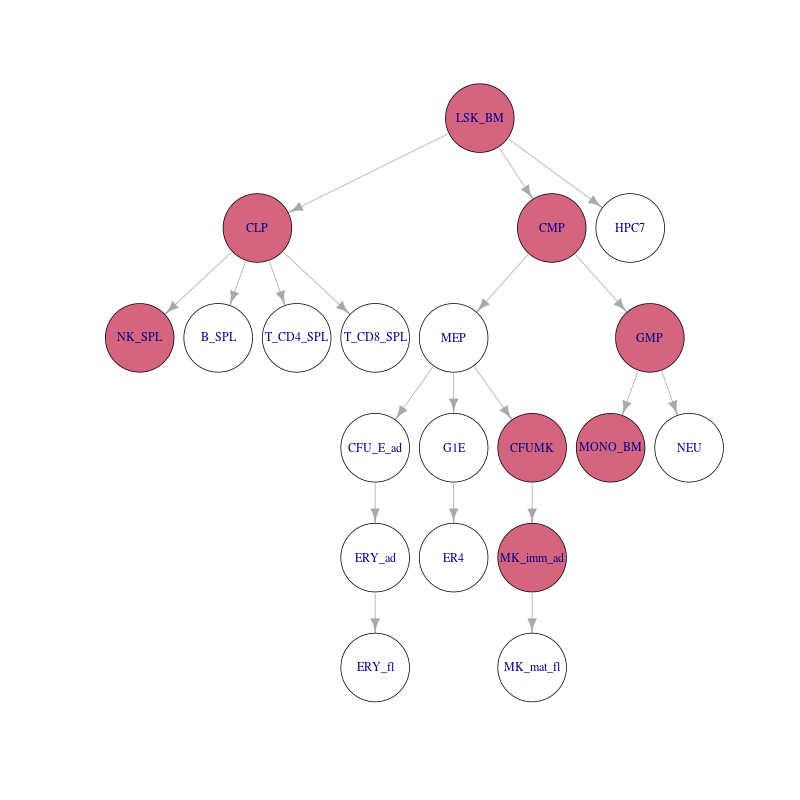 LSK_BM
CLP
CMP
HPC7
NK_SPL
B_SPL
T_CD4_SPL
T_CD8_SPL
MEP
GMP
CFU_E_ad
G1E
CFUMK
MONO_BM
NEU
ERY_ad
ER4
MK_imm_ad
ERY_fl
MK_mat_fl